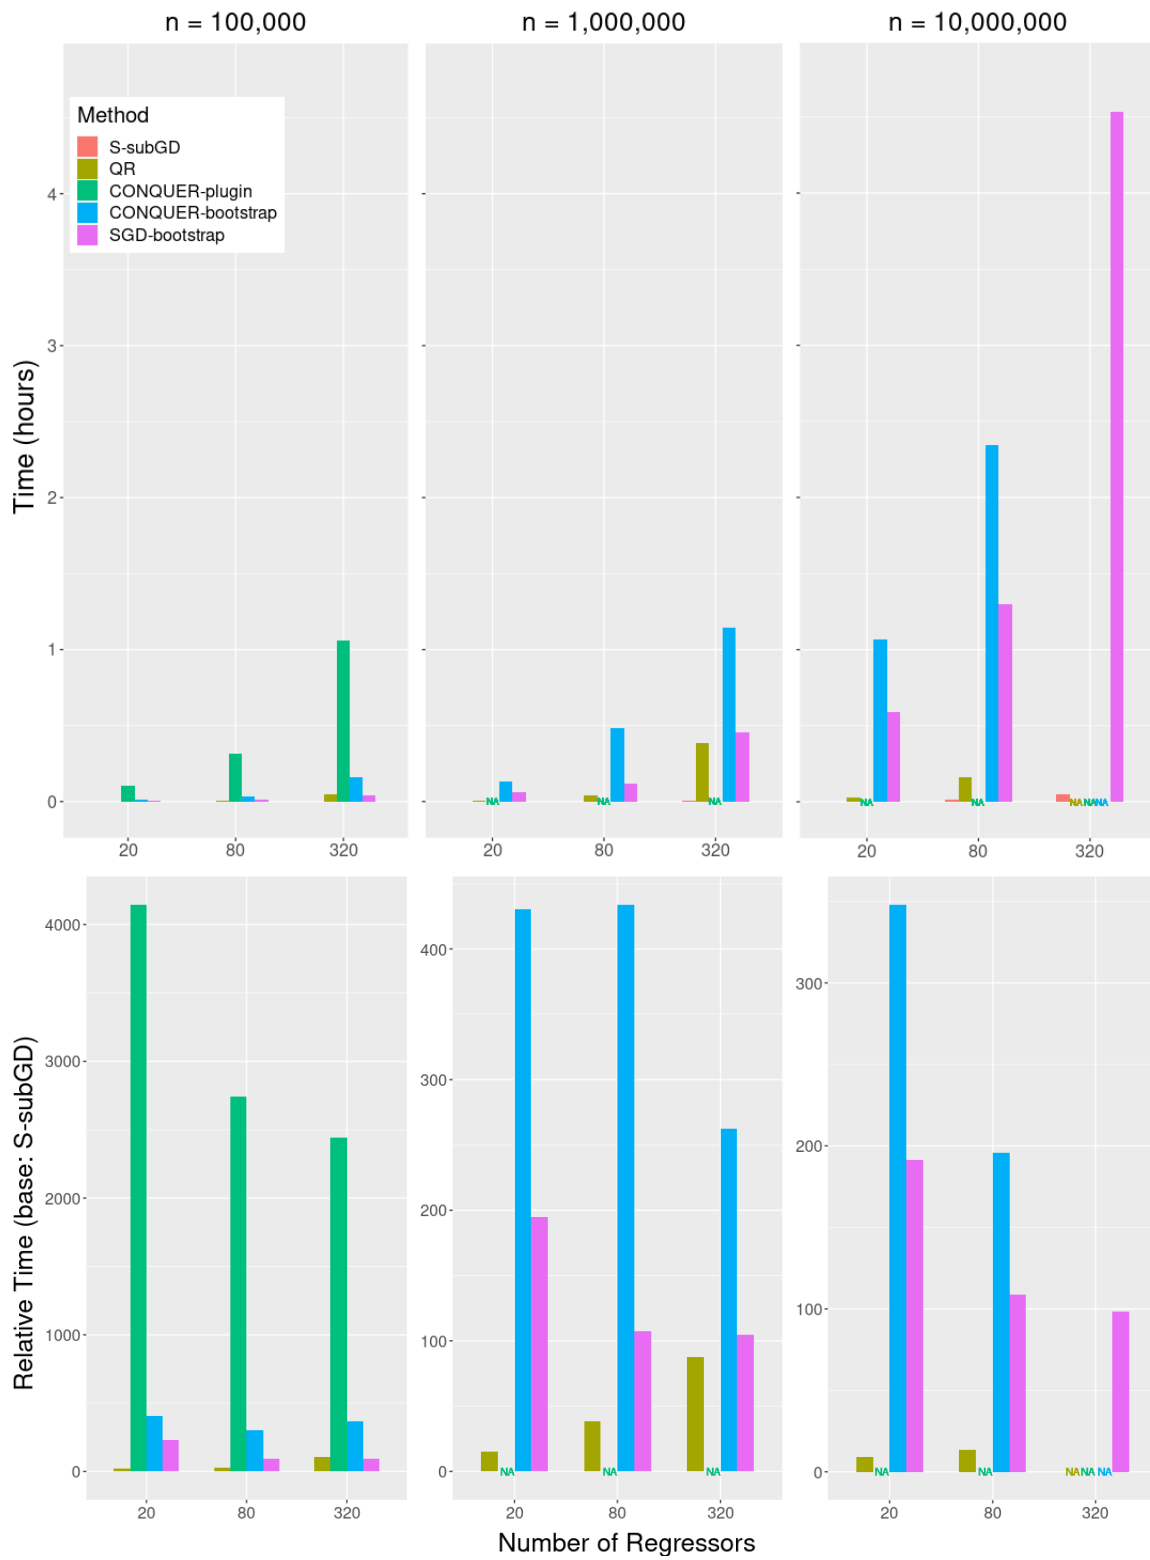 n = 100,000
n = 1,000,000
n = 10,000,000
Method
S-subGD
QR
CONQUER-plugin
CONQUER-bootstrap
SGD-bootstrap
Time (hours)
4
3
2
1
0
NA
NA
NA
NA
NA
NA
NA
NA
20
80
320
20
80
320
20
80
320
Relative Time (base: S-subGD)
4000
3000
2000
1000
0
400
300
200
100
0
300
200
100
0
NA
NA
NA
NA
NA
NA
NA
NA
20
80
320
20
80
320
20
80
320
Number of Regressors